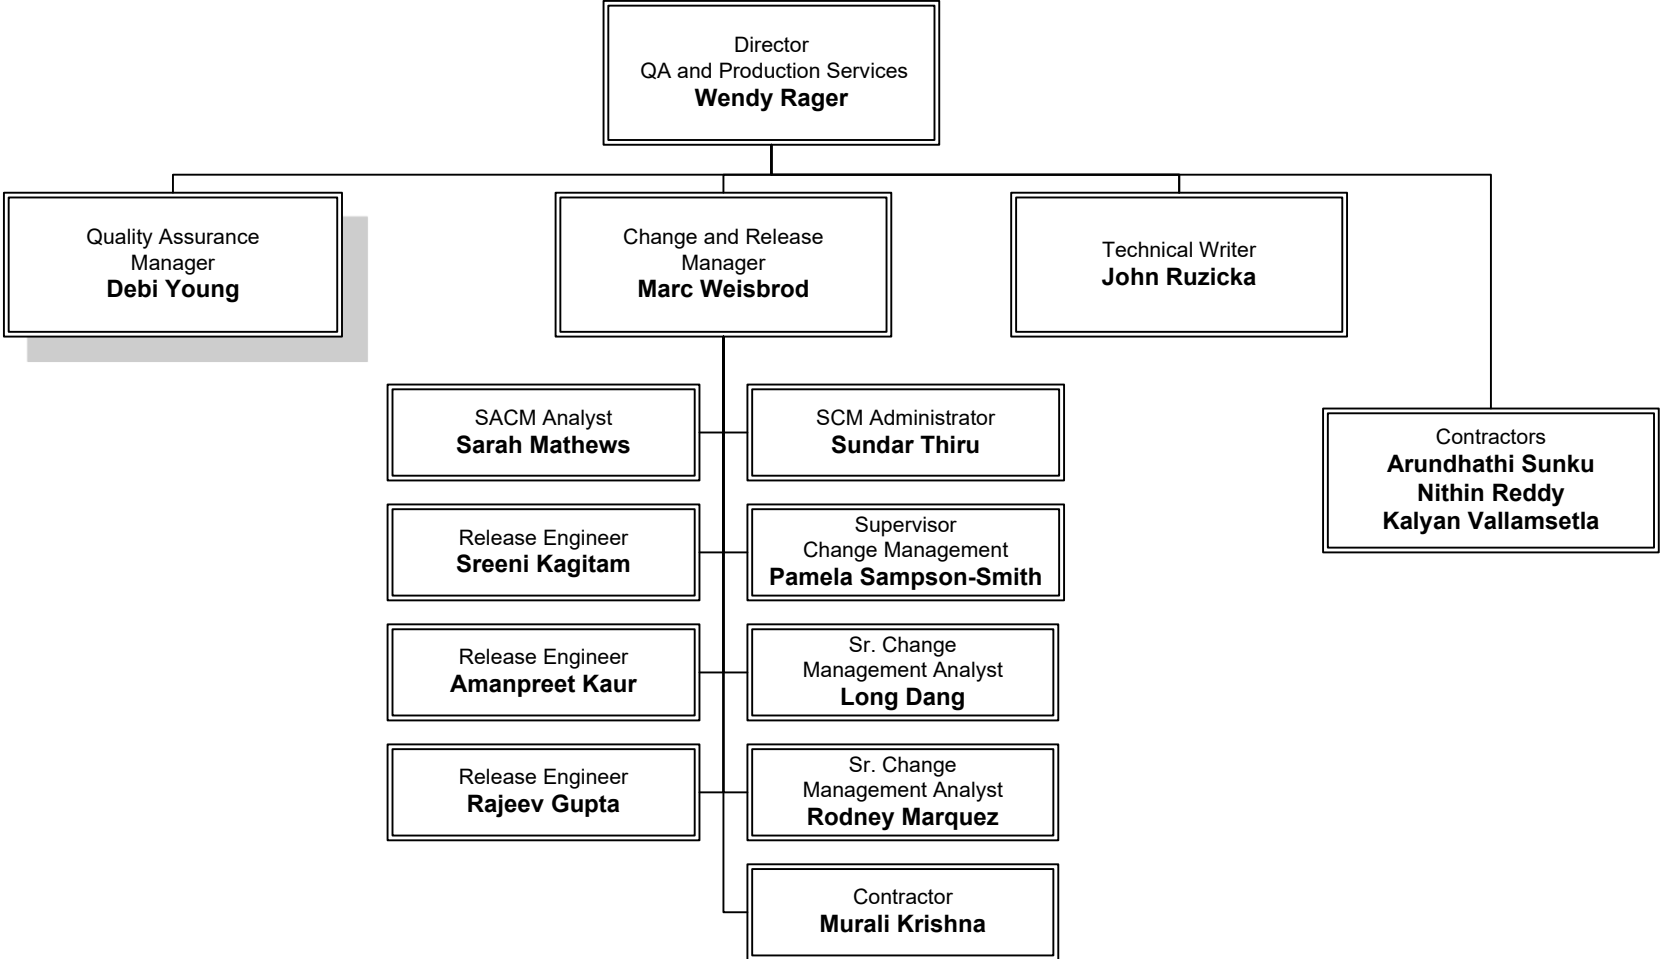 Director
QA and Production Services
Wendy Rager
Quality Assurance
Manager
Debi Young
Change and Release
Manager
Marc Weisbrod
Technical Writer
John Ruzicka
SACM Analyst
Sarah Mathews
SCM Administrator
Sundar Thiru
Contractors
Arundhathi Sunku
Nithin Reddy
Kalyan Vallamsetla
Release Engineer
Sreeni Kagitam
Supervisor
Change Management
Pamela Sampson-Smith
Release Engineer
Amanpreet Kaur
Sr. Change
Management Analyst
Long Dang
Release Engineer
Rajeev Gupta
Sr. Change
Management Analyst
Rodney Marquez
Contractor
Murali Krishna